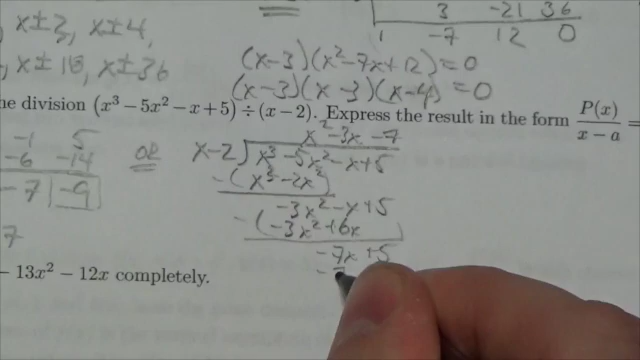 3 -21 36
1 -7 12 0
, x±3, x±4,
x±18, x±36
(x-3)(x²-7x+12)=0
(x-3)(x-3)(x-4)=0
he division (x³ − 5x² − x + 5) ÷ (x − 2). Express the result in the form P(x)/(x − a) =
x²-3x-7
-1 5
-6 -14
-7 -9
OR
x-2)x³-5x²-x+5
-(x³-2x²)
-3x²-x+5
-(-3x²+6x)
-7x+5
-7
7
− 13x² − 12x completely.